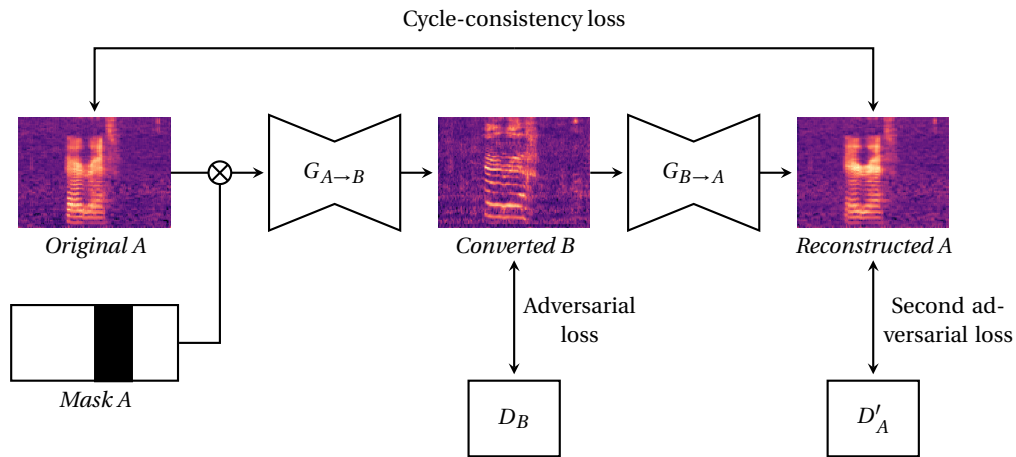 Cycle-consistency loss
G_{A→B}
G_{B→A}
Original A
Converted B
Reconstructed A
Adversarial
loss
Second ad-
versarial loss
Mask A
D_B
D′_A